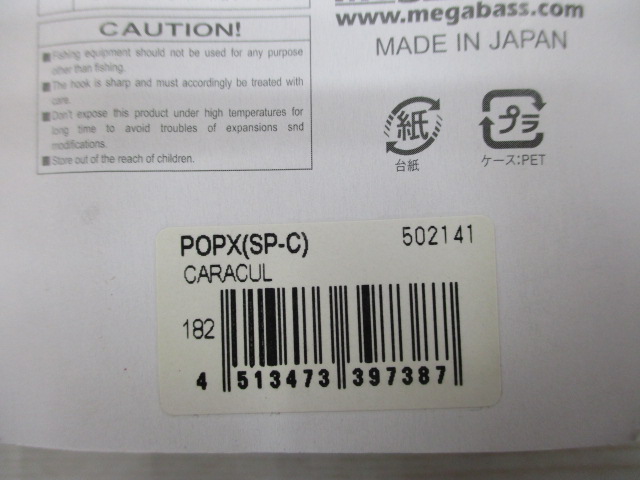 www.megabass.com
MADE IN JAPAN
CAUTION!
■Fishing equipment should not be used for any purpose
other than fishing.
■The hook is sharp and must accordingly be treated with
care.
■Don't expose this product under high temperatures for
long time to avoid troubles of expansions snd
modifications.
■Store out of the reach of children.
紙
台紙
プラ
ケース:PET
POPX(SP-C) 502141
CARACUL
182
4 513473 397387